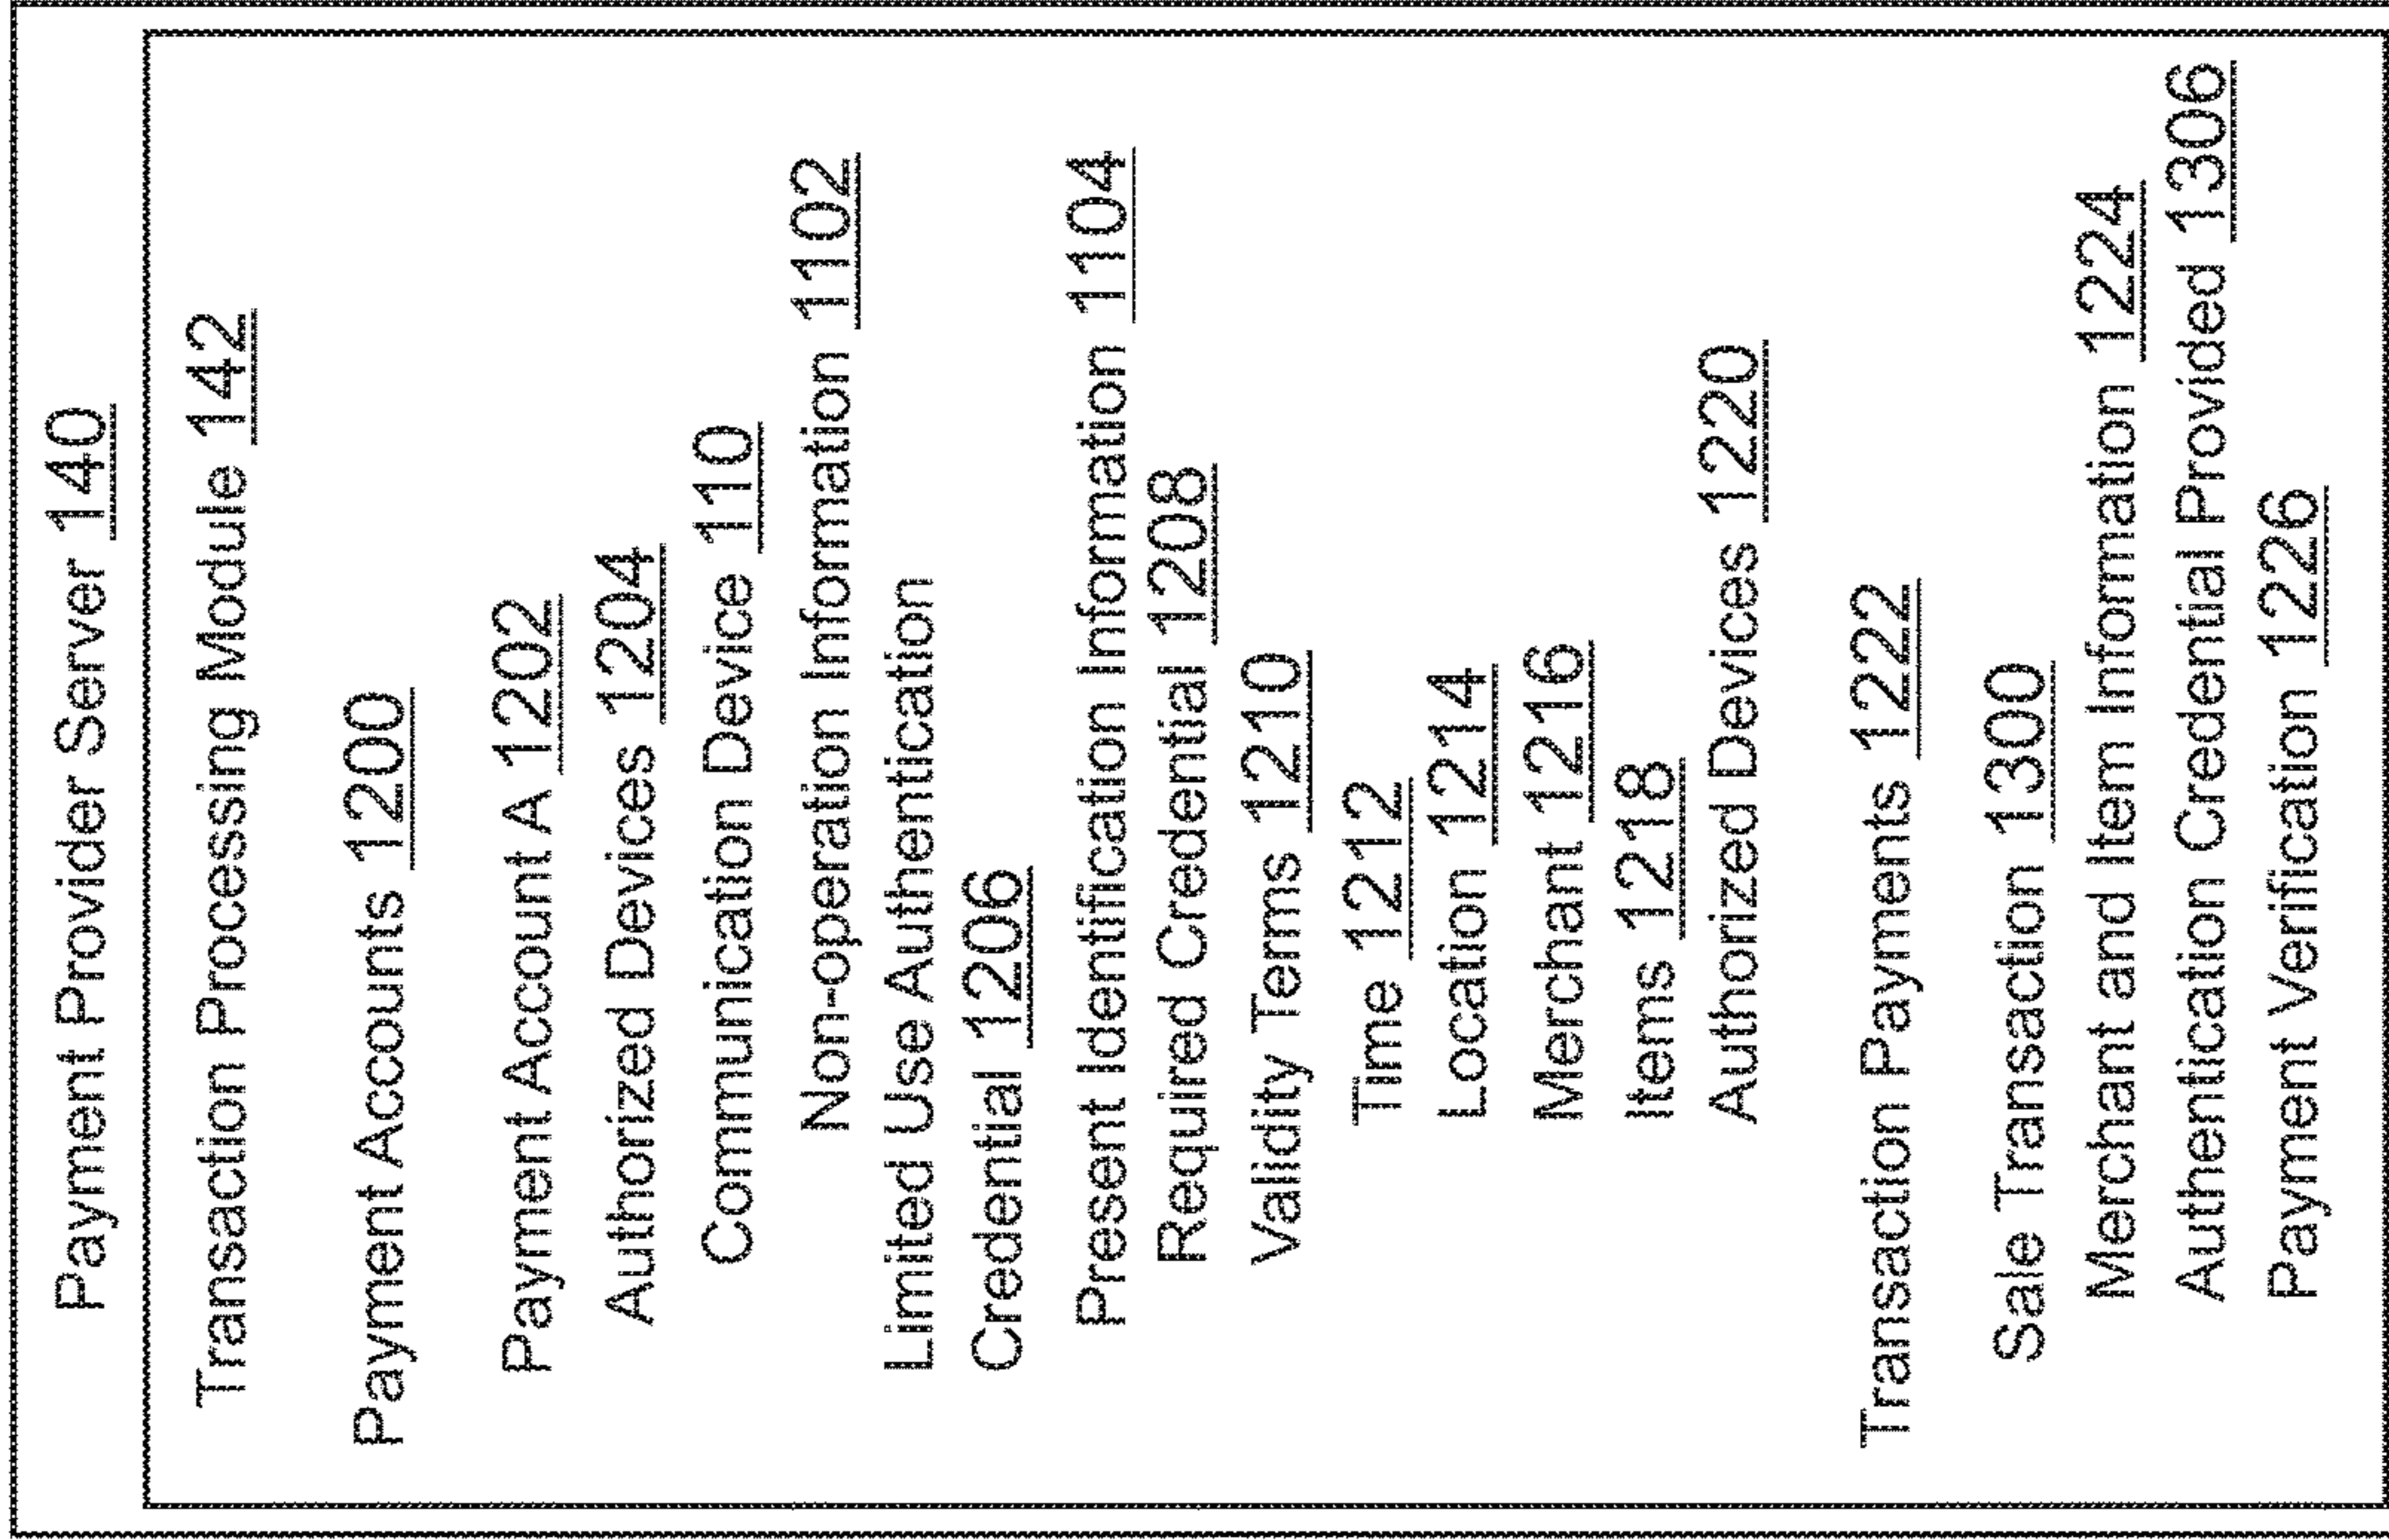 Payment Provider Server 140
Transaction Processing Module 142
Payment Accounts 1200
Payment Account A 1202
Authorized Devices 1204
Communication Device 110
Non-operation Information 1102
Limited Use Authentication
Credential 1206
Present Identification Information 1104
Required Credential 1208
Validity Terms 1210
Time 1212
Location 1214
Merchant 1216
Items 1218
Authorized Devices 1220
Transaction Payments 1222
Sale Transaction 1300
Merchant and Item Information 1224
Authentication Credential Provided 1306
Payment Verification 1226